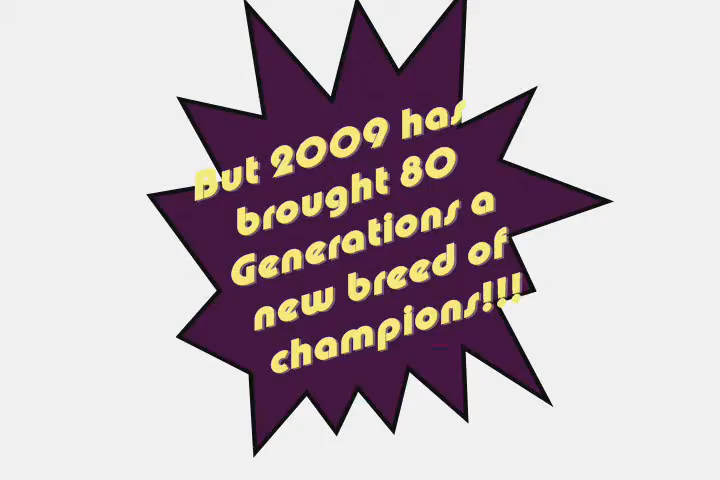 But 2009 has
brought 80
Generations a
new breed of
champions!!!